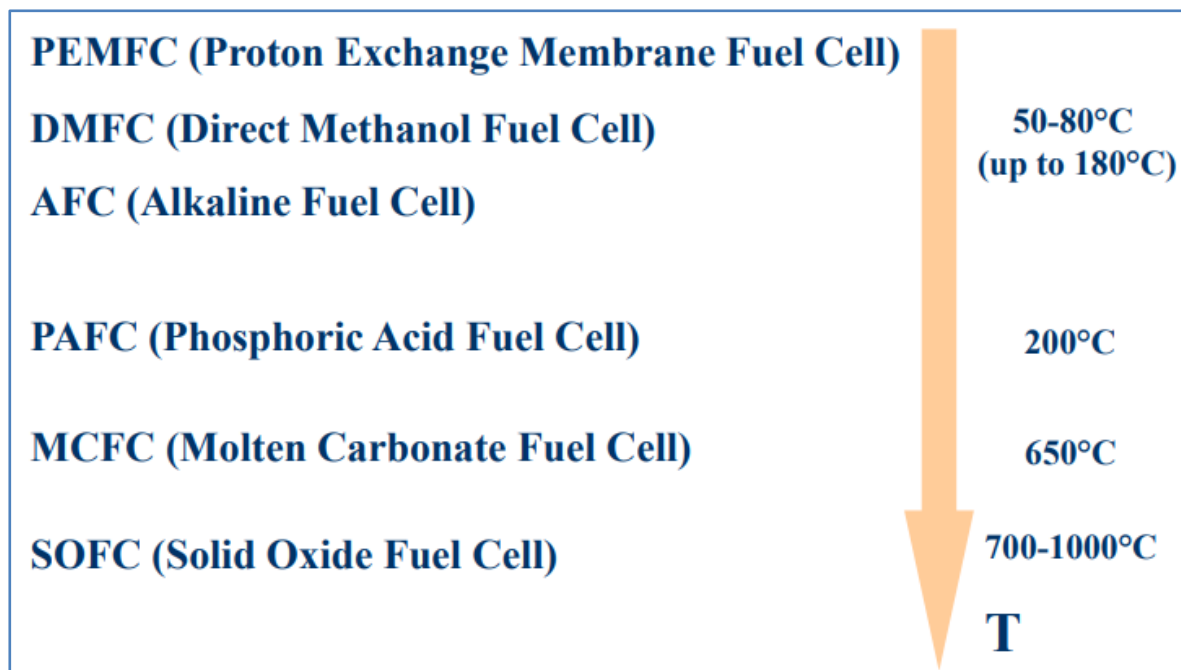 PEMFC (Proton Exchange Membrane Fuel Cell)
DMFC (Direct Methanol Fuel Cell)
50-80°C
(up to 180°C)
AFC (Alkaline Fuel Cell)
PAFC (Phosphoric Acid Fuel Cell)
200°C
MCFC (Molten Carbonate Fuel Cell)
650°C
SOFC (Solid Oxide Fuel Cell)
700-1000°C
T